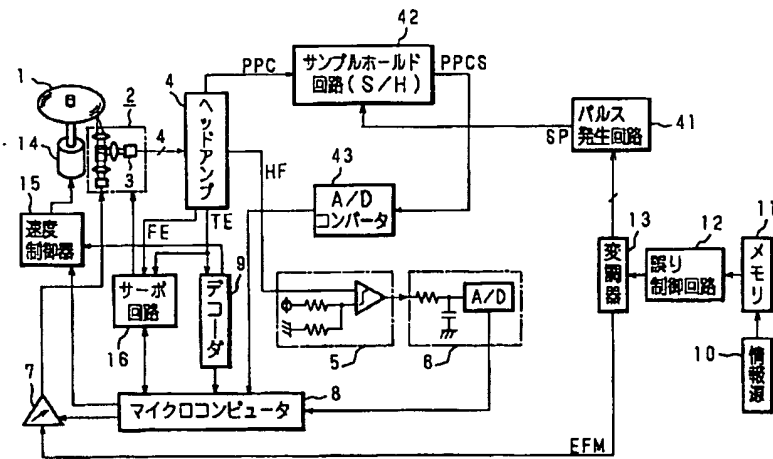 42
サンプルホールド
回路(S/H)
PPC
PPCS
1
2
4
ヘッドアンプ
14
3
4
パルス
発生回路
41
SP
HF
43
A/D
コンバータ
15
速度
制御器
FE
TE
13
変調器
12
誤り
制御回路
11
メモリ
9
デコーダ
サーボ
回路
16
A/D
5
6
10
情報源
7
マイクロコンピュータ
8
EFM